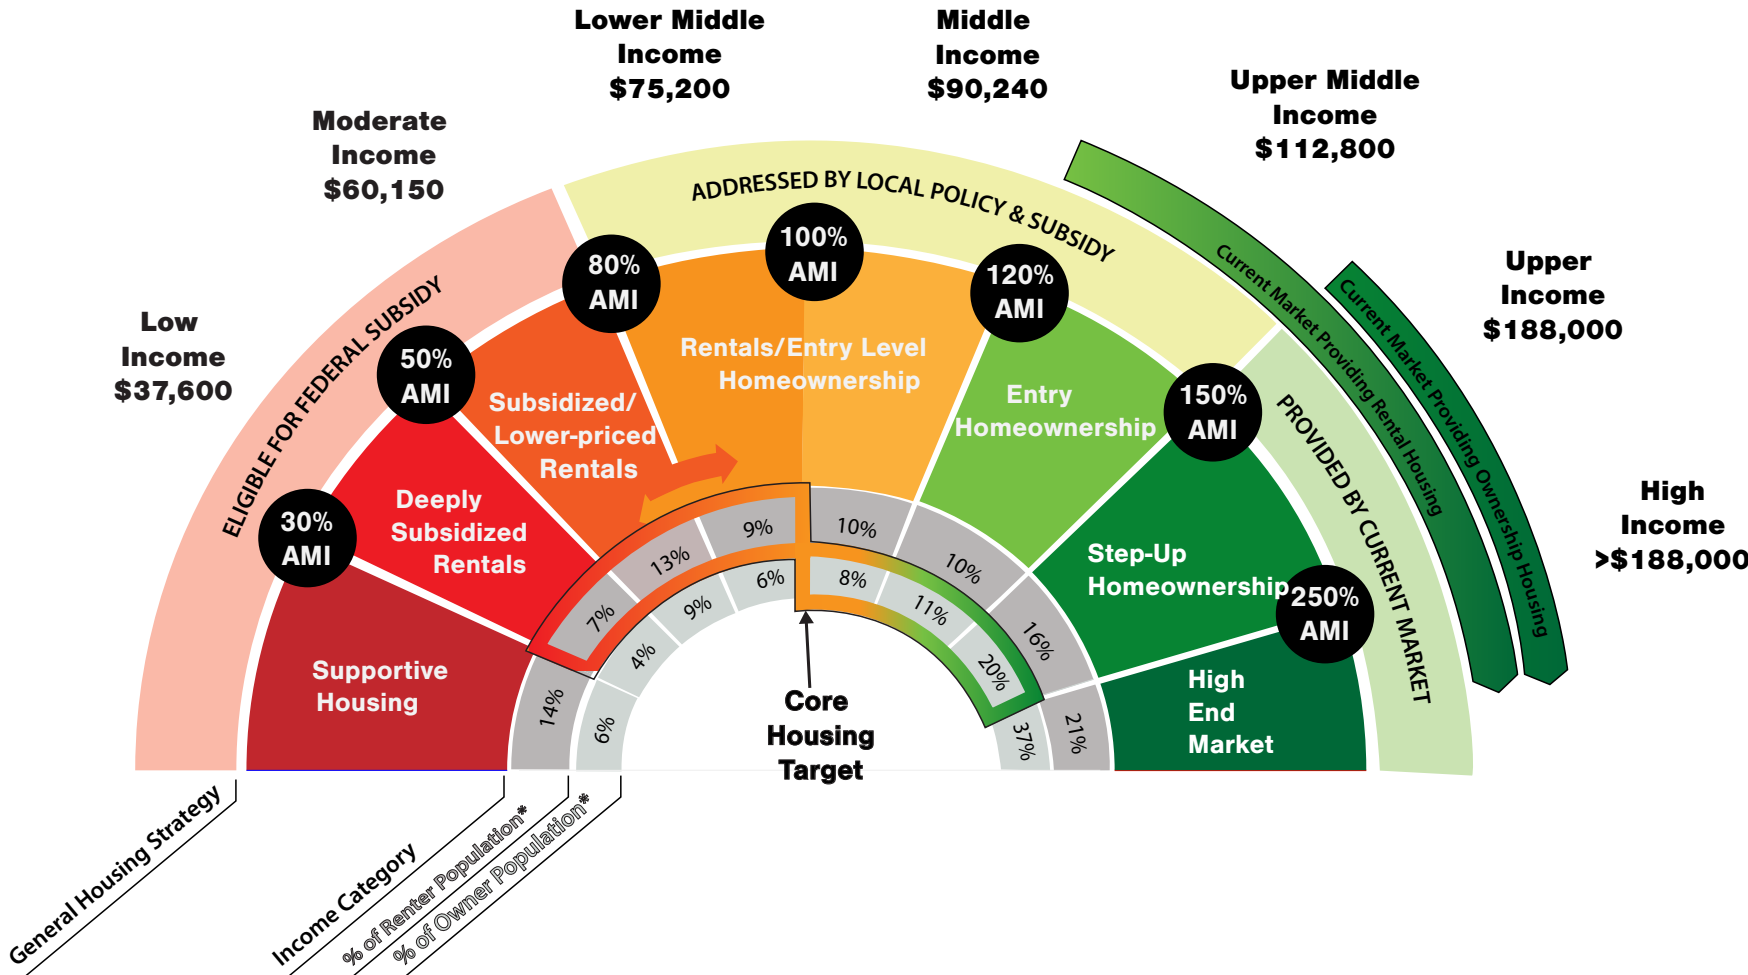 Lower Middle
Income
$75,200
Middle
Income
$90,240
Upper Middle
Income
$112,800
Moderate
Income
$60,150
Upper
Income
$188,000
Low
Income
$37,600
High
Income
>$188,000
ELIGIBLE FOR FEDERAL SUBSIDY
ADDRESSED BY LOCAL POLICY & SUBSIDY
PROVIDED BY CURRENT MARKET
Current Market Providing Rental Housing
Current Market Providing Ownership Housing
30%
AMI
50%
AMI
80%
AMI
100%
AMI
120%
AMI
150%
AMI
250%
AMI
Supportive
Housing
Deeply
Subsidized
Rentals
Subsidized/
Lower-priced
Rentals
Rentals/Entry Level
Homeownership
Entry
Homeownership
Step-Up
Homeownership
High
End
Market
14%
7%
13%
9%
10%
10%
16%
21%
6%
4%
9%
6%
8%
11%
20%
37%
Core
Housing
Target
General Housing Strategy
Income Category
% of Renter Population*
% of Owner Population*